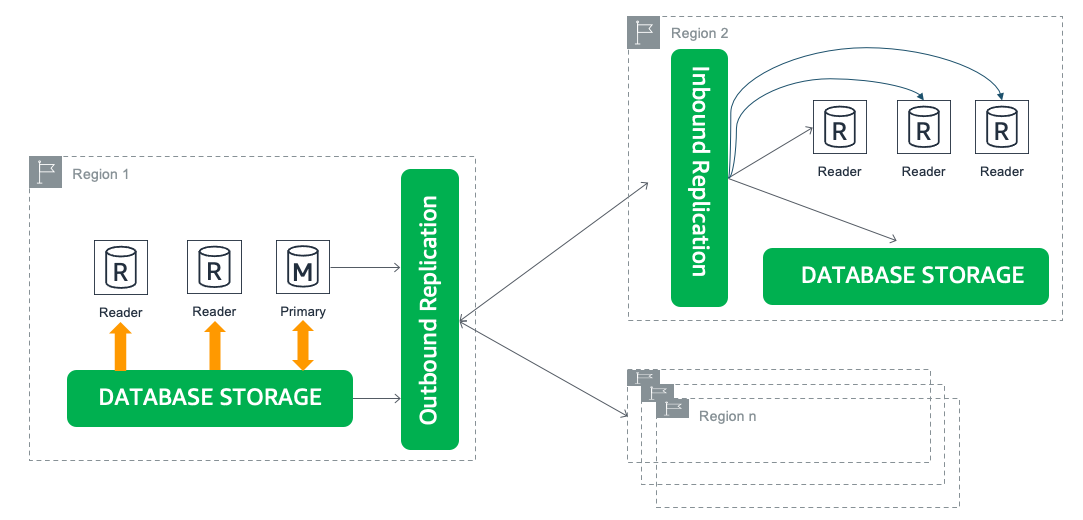 Region 1
R
R
M
Reader
Reader
Primary
DATABASE STORAGE
Outbound Replication
Region 2
Inbound Replication
R
R
R
Reader
Reader
Reader
DATABASE STORAGE
Region n